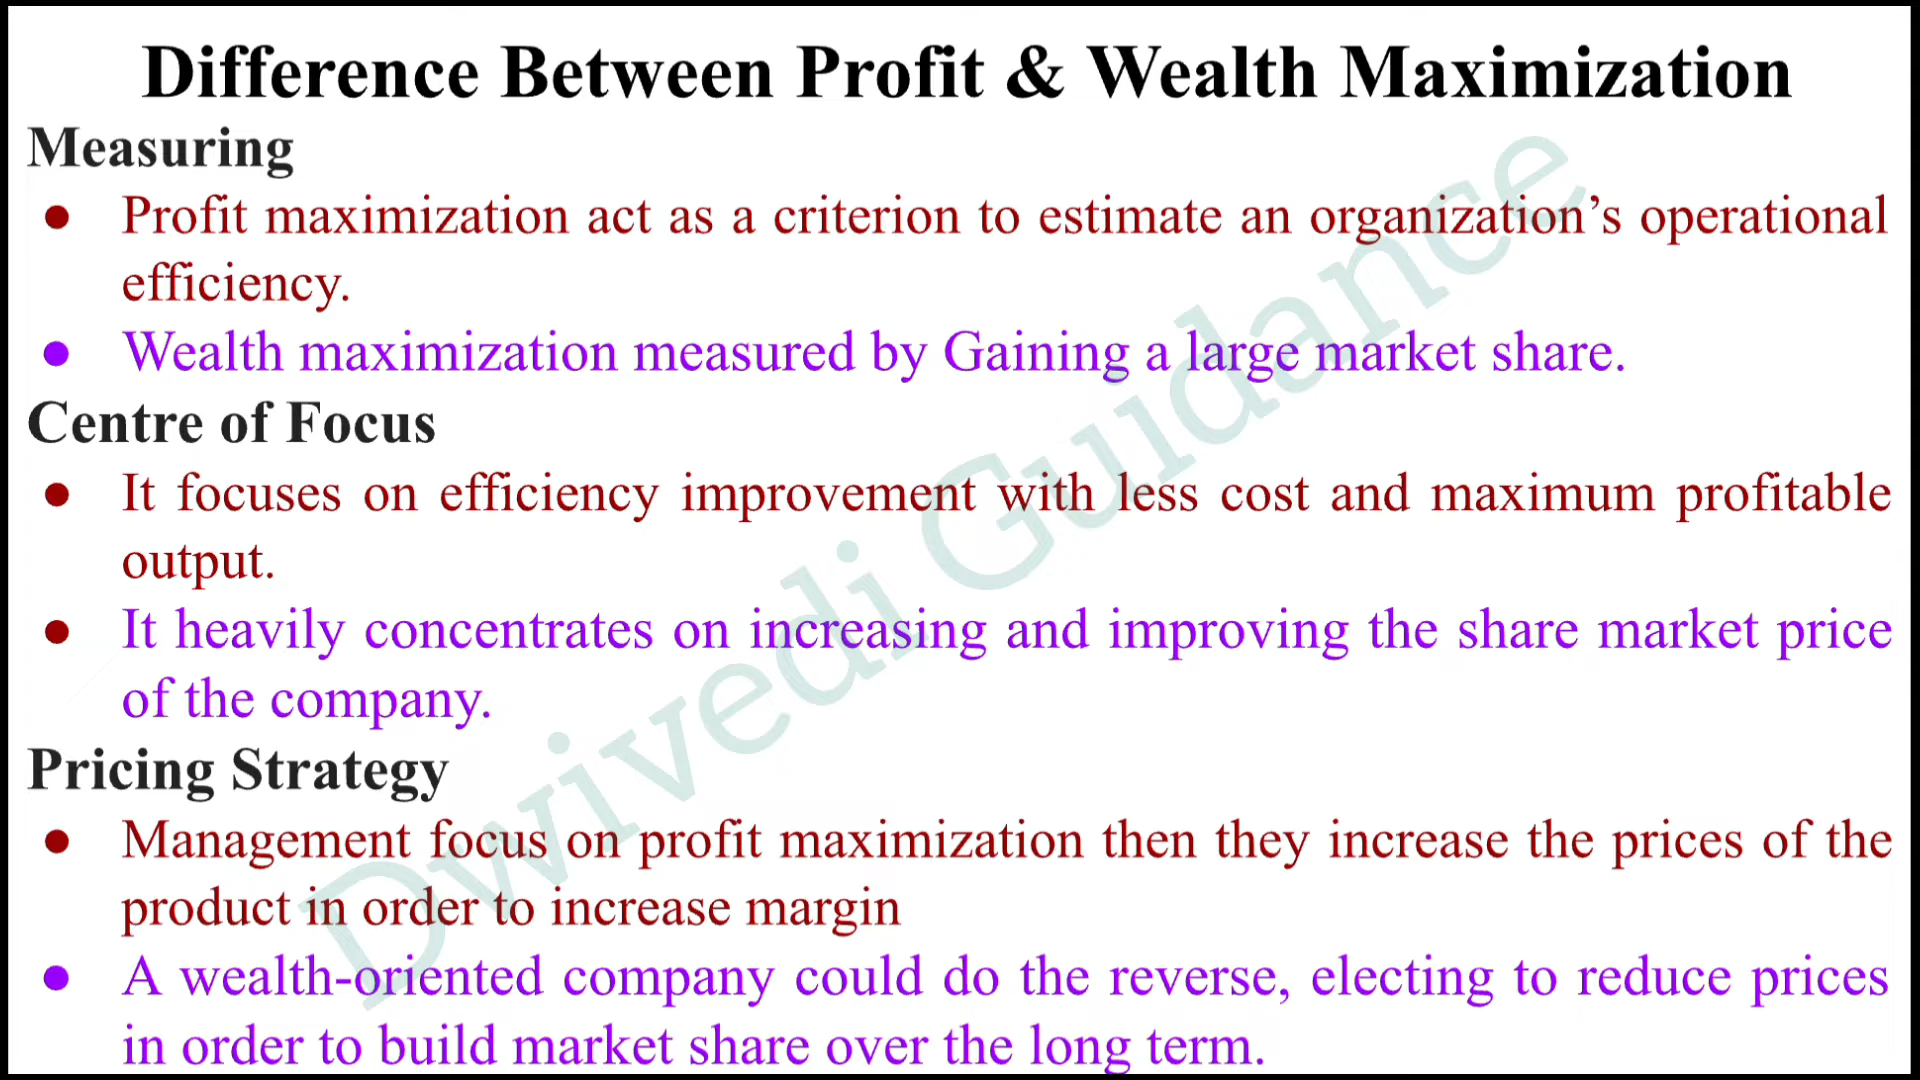 Difference Between Profit & Wealth Maximization
Measuring
● Profit maximization act as a criterion to estimate an organization’s operational
efficiency.
● Wealth maximization measured by Gaining a large market share.
Centre of Focus
● It focuses on efficiency improvement with less cost and maximum profitable
output.
● It heavily concentrates on increasing and improving the share market price
of the company.
Pricing Strategy
● Management focus on profit maximization then they increase the prices of the
product in order to increase margin
● A wealth-oriented company could do the reverse, electing to reduce prices
in order to build market share over the long term.
Dwivedi Guidance